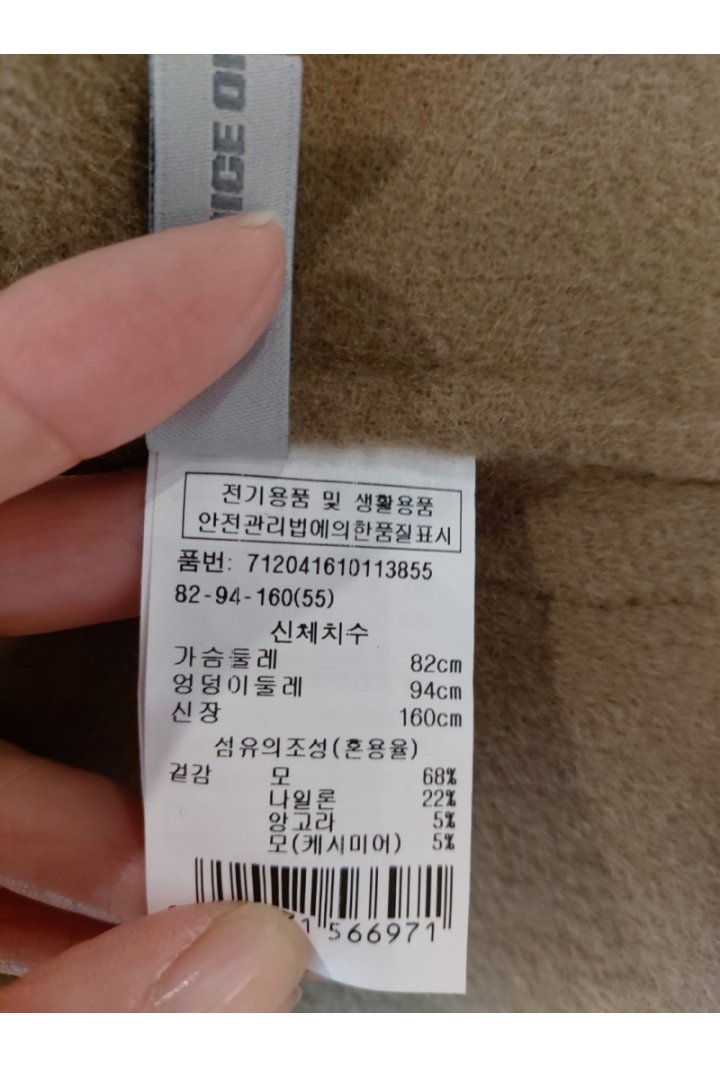 ICE
전기용품 및 생활용품
안전관리법에의한품질표시
품번: 712041610113855
82-94-160(55)
신체치수
가슴둘레 82cm
엉덩이둘레 94cm
신장 160cm
섬유의조성(혼용율)
겉감 모 68%
나일론 22%
앙고라 5%
모(케시미어) 5%
566971